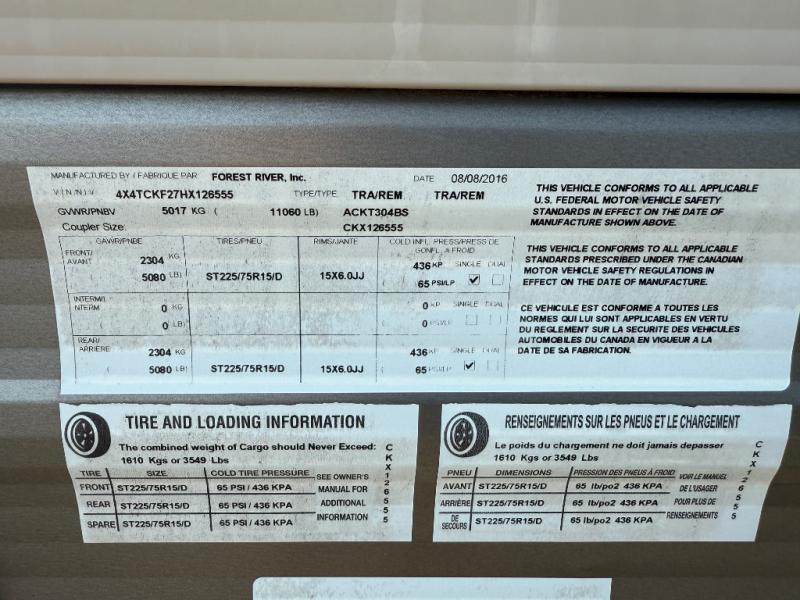 MANUFACTURED BY / FABRIQUE PAR FOREST RIVER, Inc. DATE 08/08/2016
V I N / N I V 4X4TCKF27HX126555 TYPE/TYPE TRA/REM TRA/REM
GVWR/PNBV 5017 KG ( 11060 LB) ACKT304BS
Coupler Size: CKX126555
GAWR/PNBE TIRES/PNEU RIMS/JANTE COLD INFL. PRESS/PRESS DE GONFL. A FROID
FRONT/ AVANT 2304 KG 436 KP SINGLE DUAL
( 5080 LB) ST225/75R15/D 15X6.0JJ ( 65 PSI/LP
INTERM/ INTERM 0 KG 0 KP SINGLE DUAL
( 0 LB) ( 0 PSI/LP
REAR/ ARRIÈRE 2304 KG 436 KP SINGLE DUAL
( 5080 LB) ST225/75R15/D 15X6.0JJ ( 65 PSI/LP
THIS VEHICLE CONFORMS TO ALL APPLICABLE
U.S. FEDERAL MOTOR VEHICLE SAFETY
STANDARDS IN EFFECT ON THE DATE OF
MANUFACTURE SHOWN ABOVE.
THIS VEHICLE CONFORMS TO ALL APPLICABLE
STANDARDS PRESCRIBED UNDER THE CANADIAN
MOTOR VEHICLE SAFETY REGULATIONS IN
EFFECT ON THE DATE OF MANUFACTURE.
CE VÉHICULE EST CONFORME A TOUTES LES
NORMES QUI LUI SONT APPLICABLES EN VERTU
DU REGLEMENT SUR LA SECURITE DES VEHICULES
AUTOMOBILES DU CANADA EN VIGUEUR A LA
DATE DE SA FABRICATION.
TIRE AND LOADING INFORMATION
The combined weight of Cargo should Never Exceed:
1610 Kgs or 3549 Lbs
TIRE SIZE COLD TIRE PRESSURE SEE OWNER'S
FRONT ST225/75R15/D 65 PSI / 436 KPA MANUAL FOR
REAR ST225/75R15/D 65 PSI / 436 KPA ADDITIONAL
SPARE ST225/75R15/D 65 PSI / 436 KPA INFORMATION
CKX126555
RENSEIGNEMENTS SUR LES PNEUS ET LE CHARGEMENT
Le poids du chargement ne doit jamais depasser
1610 Kgs or 3549 Lbs
PNEU DIMENSIONS PRESSION DES PNEUS À FROID VOIR LE MANUEL
AVANT ST225/75R15/D 65 lb/po2 436 KPA DE L'USAGER
ARRIÈRE ST225/75R15/D 65 lb/po2 436 KPA POUR PLUS DE
DE SECOURS ST225/75R15/D 65 lb/po2 436 KPA RENSEIGNEMENTS
CKX126555